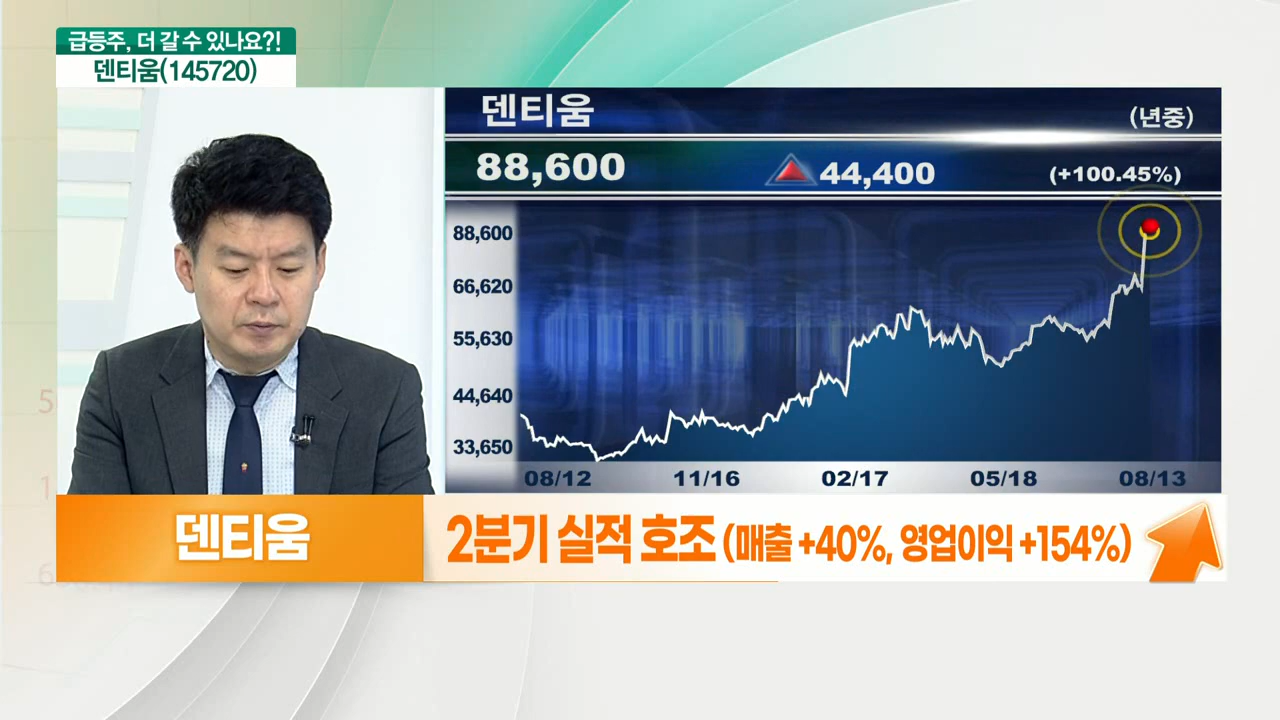 급등주, 더 갈 수 있나요?!
덴티움(145720)
덴티움 (년중)
88,600 44,400 (+100.45%)
88,600
66,620
55,630
44,640
33,650
08/12 11/16 02/17 05/18 08/13
덴티움 2분기 실적 호조 (매출 +40%, 영업이익 +154%)
5
1
6